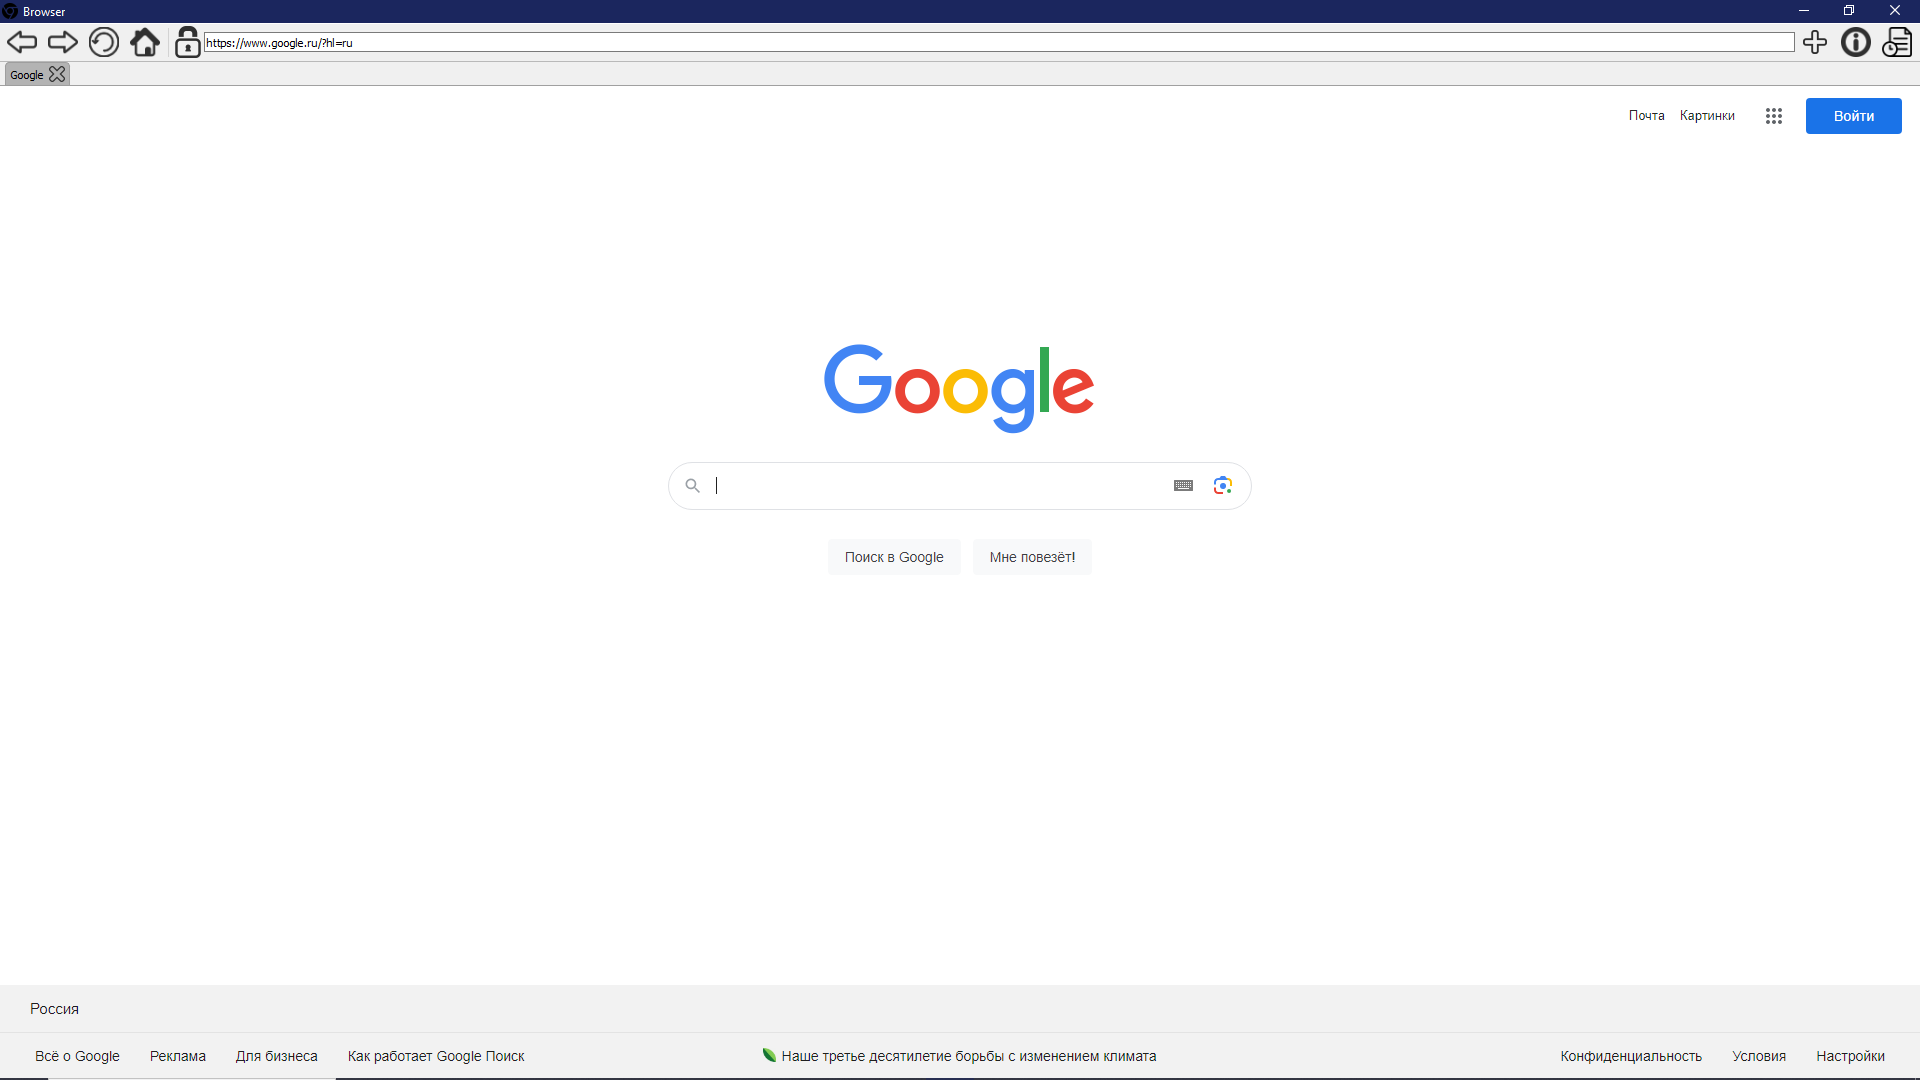 Browser
https://www.google.ru/?hl=ru
Google
Почта Картинки Войти
Google
Поиск в Google Мне повезёт!
Россия
Всё о Google Реклама Для бизнеса Как работает Google Поиск Наше третье десятилетие борьбы с изменением климата Конфиденциальность Условия Настройки